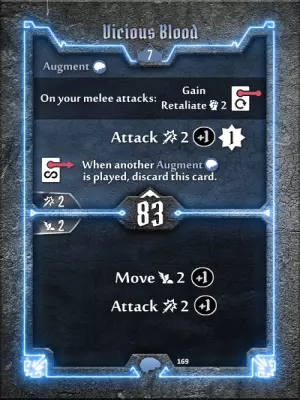 Vicious Blood
7
Augment
On your melee attacks: Gain
Retaliate 2
Attack 2 +1 1
When another Augment
is played, discard this card.
2
83
2
Move 2 +1
Attack 2 +1
169